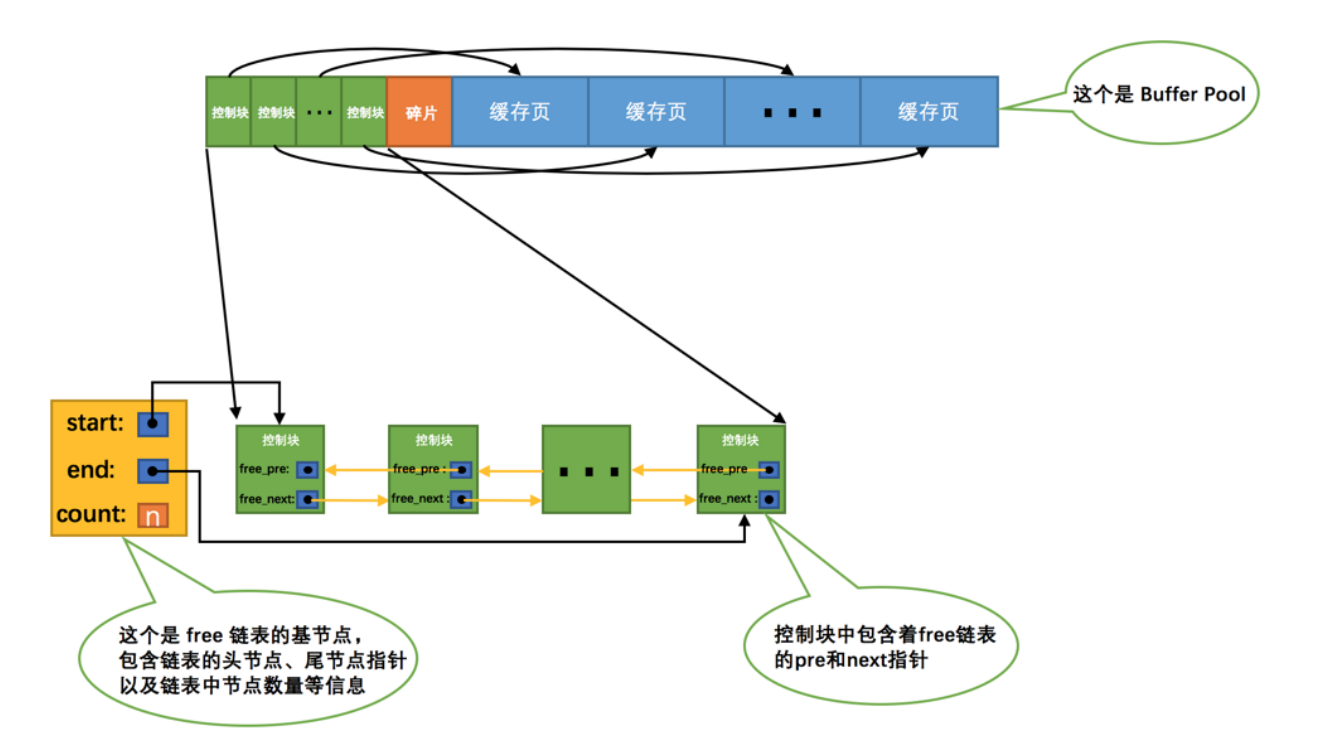 控制块 控制块 ··· 控制块 碎片 缓存页 缓存页 ··· 缓存页
这个是 Buffer Pool
start:
end:
count: n
控制块
free_pre:
free_next:
控制块
free_pre :
free_next :
···
控制块
free_pre
free_next :
这个是 free 链表的基节点，
包含链表的头节点、尾节点指针
以及链表中节点数量等信息
控制块中包含着free链表
的pre和next指针